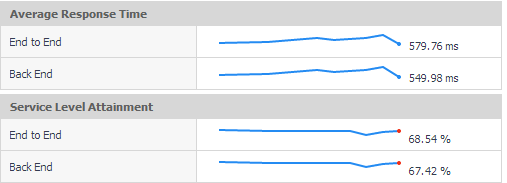 Average Response Time
End to End 579.76 ms
Back End 549.98 ms
Service Level Attainment
End to End 68.54 %
Back End 67.42 %